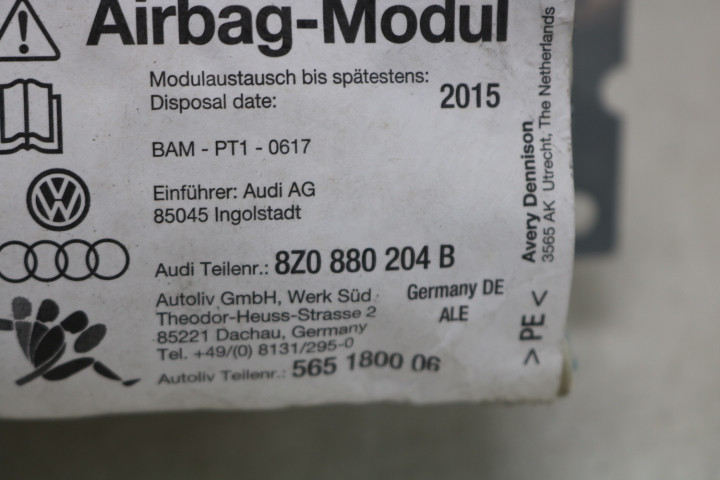 Airbag-Modul
Modulaustausch bis spätestens:
Disposal date:
2015
BAM - PT1 - 0617
Einführer: Audi AG
85045 Ingolstadt
Audi Teilenr.: 8Z0 880 204 B
Autoliv GmbH, Werk Süd
Theodor-Heuss-Strasse 2
85221 Dachau, Germany
Tel. +49/(0) 8131/295-0
Autoliv Teilenr.: 565 1800 06
Germany DE
ALE
Avery Dennison
3565 AK Utrecht, The Netherlands
> PE <